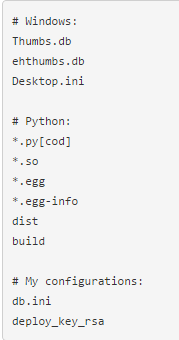 # Windows:
Thumbs.db
ehthumbs.db
Desktop.ini
# Python:
*.py[cod]
*.so
*.egg
*.egg-info
dist
build
# My configurations:
db.ini
deploy_key_rsa